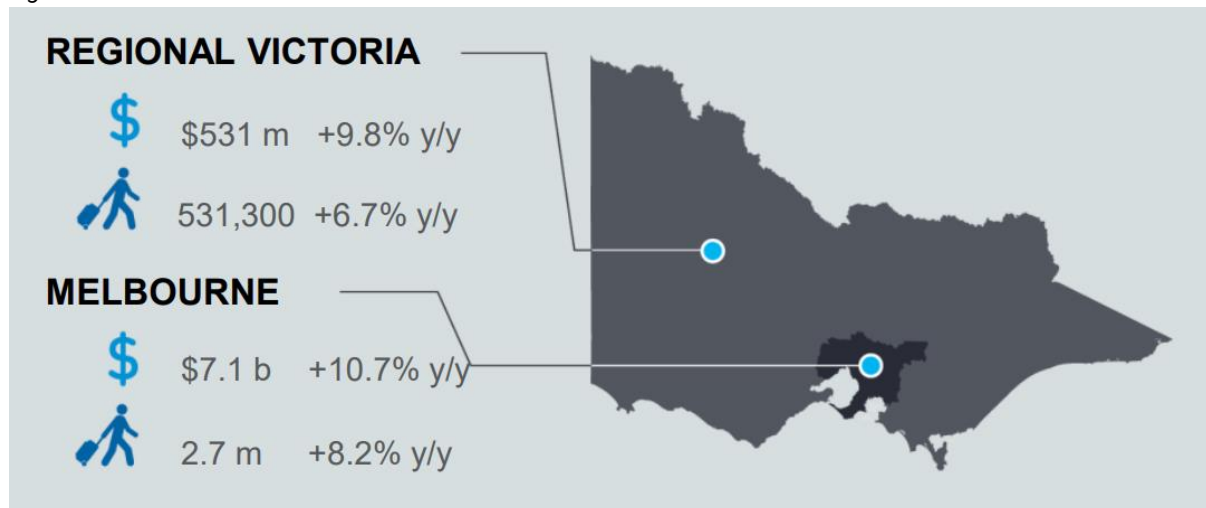 REGIONAL VICTORIA
$
$531 m +9.8% y/y
531,300 +6.7% y/y
MELBOURNE
$
$7.1 b +10.7% y/y
2.7 m +8.2% y/y